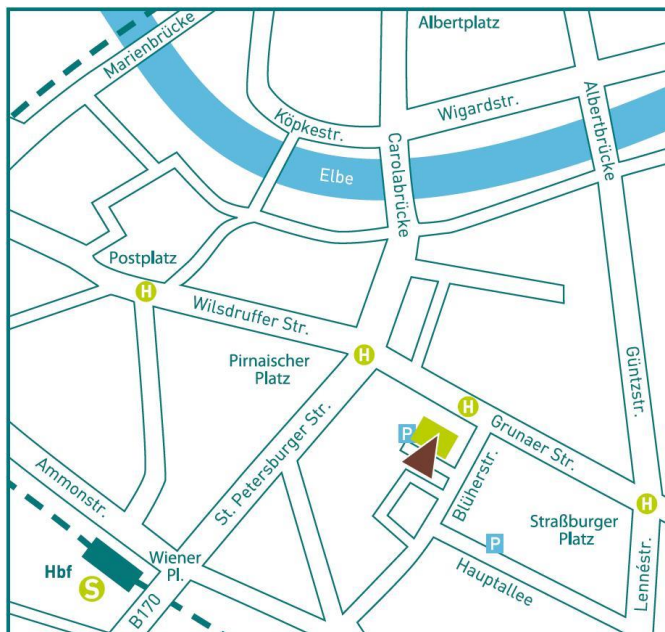 Albertplatz
Marienbrücke
Köpkestr.
Wigardstr.
Albertbrücke
Carolabrücke
Elbe
Postplatz
H
Wilsdruffer Str.
H
Pirnaischer
Platz
Güntzstr.
H
P
Grunaer Str.
St. Petersburger Str.
Blüherstr.
Ammonstr.
H
Straßburger
Platz
P
Wiener
Pl.
Hbf
S
Hauptallee
Lennéstr.
B170